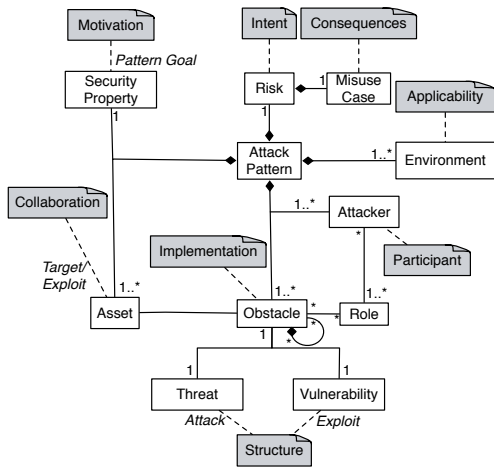 Motivation
Intent
Consequences
Pattern Goal
Security
Property
1
Risk
1
1
Misuse
Case
Applicability
Attack
Pattern
1..*
Environment
Collaboration
1..*
Attacker
*
Implementation
Participant
Target/
Exploit
1..*
1..*
1..*
Asset
Obstacle
*
*
*
*
Role
1
1
1
Threat
Vulnerability
Attack
Exploit
Structure